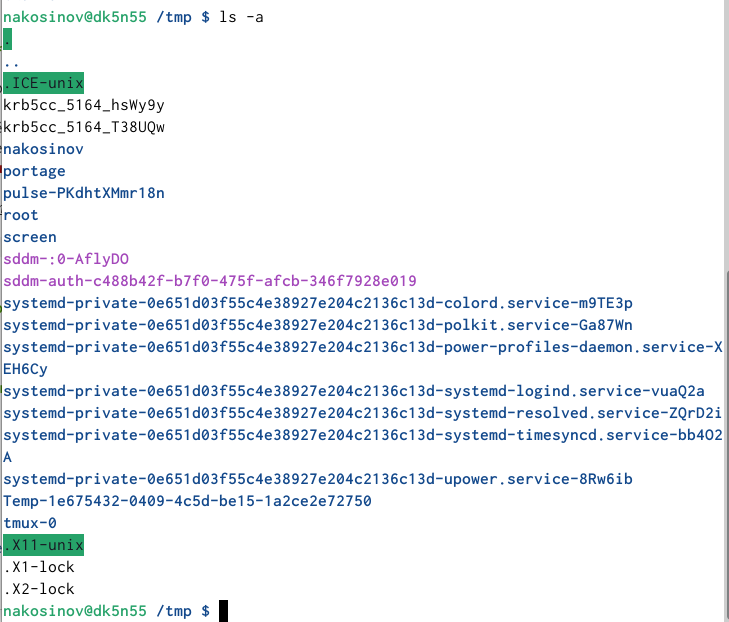 nakosinov@dk5n55 /tmp $ ls -a
.
..
.ICE-unix
krb5cc_5164_hsWy9y
krb5cc_5164_T38UQw
nakosinov
portage
pulse-PKdhtXMmr18n
root
screen
sddm-:0-AflyDO
sddm-auth-c488b42f-b7f0-475f-afcb-346f7928e019
systemd-private-0e651d03f55c4e38927e204c2136c13d-colord.service-m9TE3p
systemd-private-0e651d03f55c4e38927e204c2136c13d-polkit.service-Ga87Wn
systemd-private-0e651d03f55c4e38927e204c2136c13d-power-profiles-daemon.service-X
EH6Cy
systemd-private-0e651d03f55c4e38927e204c2136c13d-systemd-logind.service-vuaQ2a
systemd-private-0e651d03f55c4e38927e204c2136c13d-systemd-resolved.service-ZQrD2i
systemd-private-0e651d03f55c4e38927e204c2136c13d-systemd-timesyncd.service-bb4O2
A
systemd-private-0e651d03f55c4e38927e204c2136c13d-upower.service-8Rw6ib
Temp-1e675432-0409-4c5d-be15-1a2ce2e72750
tmux-0
.X11-unix
.X1-lock
.X2-lock
nakosinov@dk5n55 /tmp $